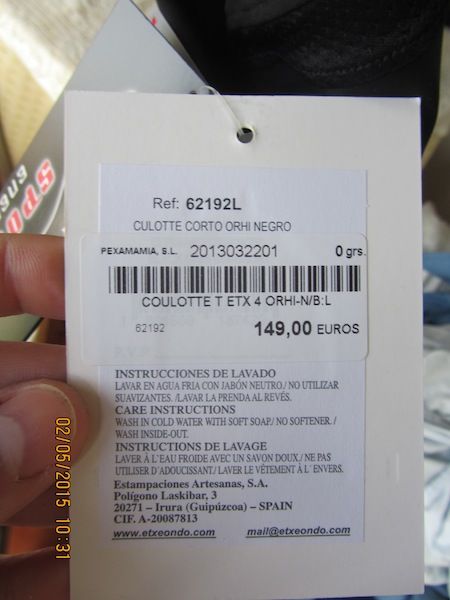 Ref: 62192L
CULOTTE CORTO ORHI NEGRO
PEXAMAMIA, S.L. 2013032201 0 grs.
COULOTTE T ETX 4 ORHI-N/B:L
62192 149,00 EUROS
INSTRUCCIONES DE LAVADO
LAVAR EN AGUA FRIA CON JABÓN NEUTRO./ NO UTILIZAR
SUAVIZANTES. /LAVAR LA PRENDA AL REVÉS.
CARE INSTRUCTIONS
WASH IN COLD WATER WITH SOFT SOAP./ NO SOFTENER. /
WASH INSIDE-OUT.
INSTRUCTIONS DE LAVAGE
LAVER À L'EAU FROIDE AVEC UN SAVON DOUX./ NE PAS
UTILISER D'ADOUCISSANT/ LAVER LE VÊTEMENT À L´ ENVERS.
Estampaciones Artesanas, S.A.
Polígono Laskibar, 3
20271 – Irura (Guipúzcoa) – SPAIN
CIF. A-20087813
www.etxeondo.com mail@etxeondo.com
02/05/2015 10:31